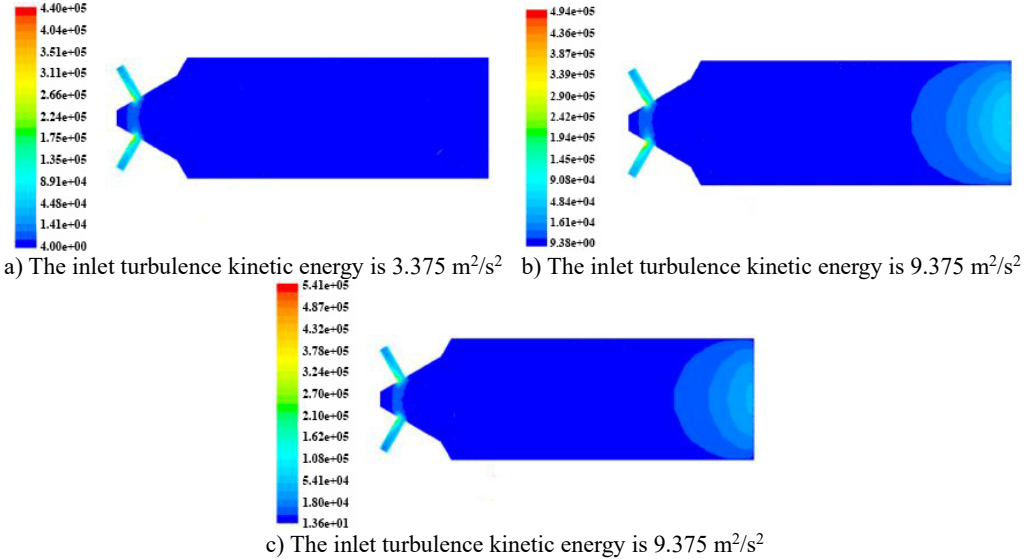 4.40e+05
4.04e+05
3.51e+05
3.11e+05
2.66e+05
2.24e+05
1.75e+05
1.35e+05
8.91e+04
4.48e+04
1.41e+04
4.00e+00
4.94e+05
4.36e+05
3.87e+05
3.39e+05
2.90e+05
2.42e+05
1.94e+05
1.45e+05
9.08e+04
4.84e+04
1.61e+04
9.38e+00
a) The inlet turbulence kinetic energy is 3.375 m²/s²
b) The inlet turbulence kinetic energy is 9.375 m²/s²
5.41e+05
4.87e+05
4.32e+05
3.78e+05
3.24e+05
2.70e+05
2.10e+05
1.62e+05
1.08e+05
5.41e+04
1.80e+04
1.36e+01
c) The inlet turbulence kinetic energy is 9.375 m²/s²